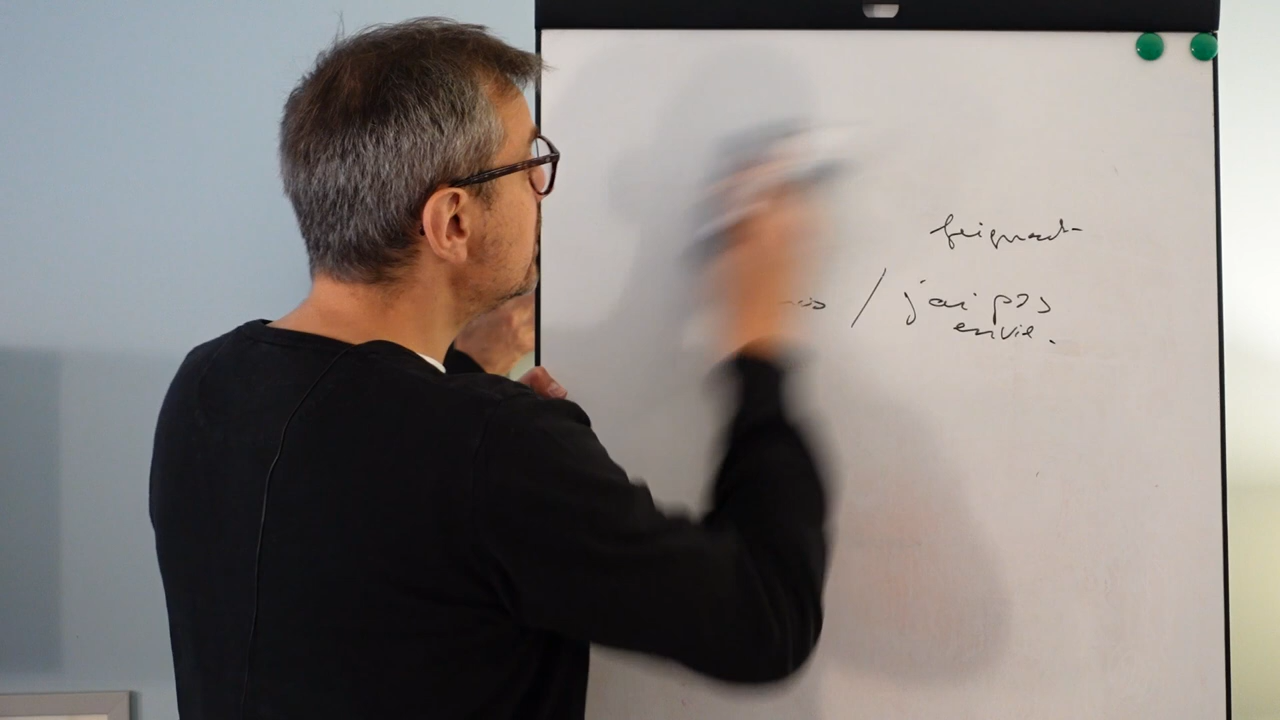 feignant
/ j'ai pas
envie.